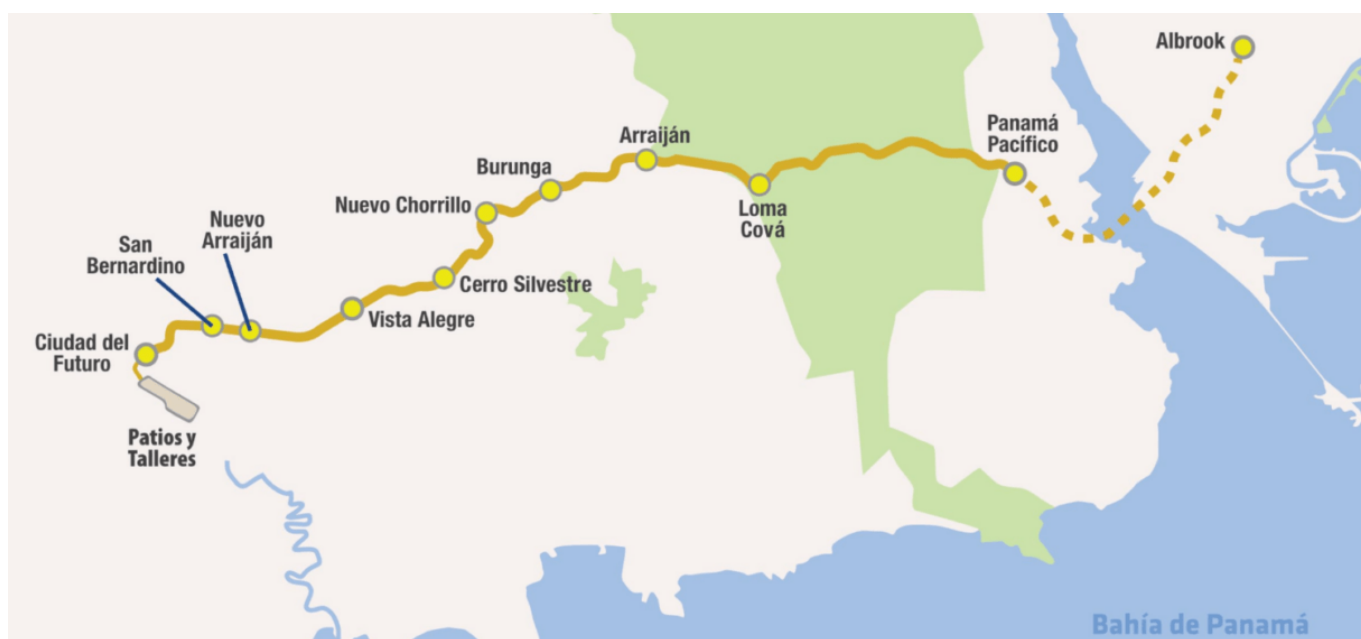 Albrook
Panamá
Pacífico
Arraiján
Burunga
Loma
Cová
Nuevo Chorrillo
Nuevo
Arraiján
San
Bernardino
Cerro Silvestre
Vista Alegre
Ciudad del
Futuro
Patios y
Talleres
Bahía de Panamá